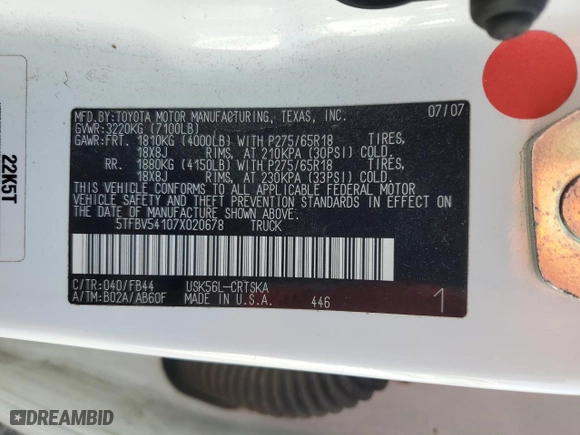 MFD.BY:TOYOTA MOTOR MANUFACTURING, TEXAS, INC. 07/07
GVWR:3220KG (7100LB)
GAWR:FRT. 1810KG (4000LB) WITH P275/65R18 TIRES,
18X8J RIMS, AT 210KPA (30PSI) COLD.
RR. 1880KG (4150LB) WITH P275/65R18 TIRES,
18X8J RIMS, AT 230KPA (33PSI) COLD.
THIS VEHICLE CONFORMS TO ALL APPLICABLE FEDERAL MOTOR
VEHICLE SAFETY AND THEFT PREVENTION STANDARDS IN EFFECT
ON THE DATE OF MANUFACTURE SHOWN ABOVE.
5TFBV54107X020678 TRUCK
C/TR:040/FB44 USK56L-CRTSKA
A/TM:B02A/AB60F MADE IN U.S.A. 446 1
22K5T
DREAMBID